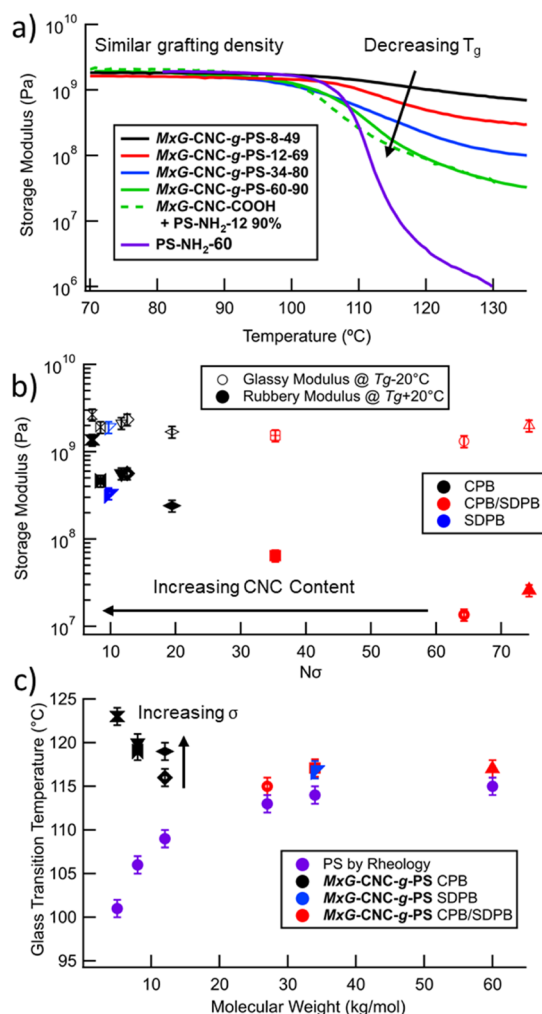 a)
Similar grafting density
Decreasing Tg
Storage Modulus (Pa)
10^10
10^9
10^8
10^7
10^6
MxG-CNC-g-PS-8-49
MxG-CNC-g-PS-12-69
MxG-CNC-g-PS-34-80
MxG-CNC-g-PS-60-90
MxG-CNC-COOH
+ PS-NH2-12 90%
PS-NH2-60
70 80 90 100 110 120 130
Temperature (ºC)
b)
Storage Modulus (Pa)
10^10
10^9
10^8
10^7
Glassy Modulus @ Tg-20°C
Rubbery Modulus @ Tg+20°C
CPB
CPB/SDPB
SDPB
Increasing CNC Content
10 20 30 40 50 60 70
Nσ
c)
Glass Transition Temperature (°C)
125
120
115
110
105
100
95
Increasing σ
PS by Rheology
MxG-CNC-g-PS CPB
MxG-CNC-g-PS SDPB
MxG-CNC-g-PS CPB/SDPB
10 20 30 40 50 60
Molecular Weight (kg/mol)